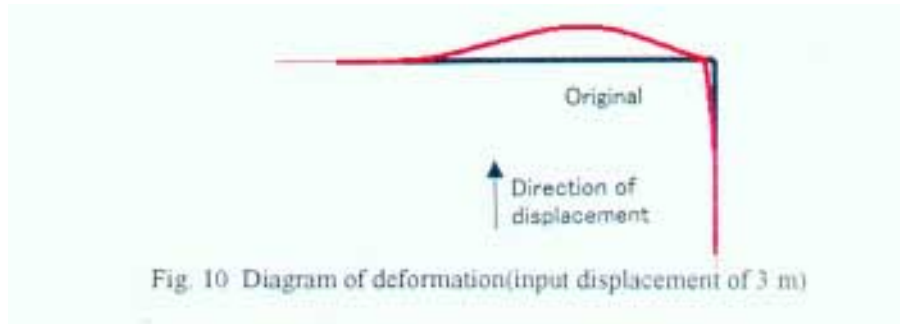 Original
Direction of
displacement
Fig. 10 Diagram of deformation(input displacement of 3 m)